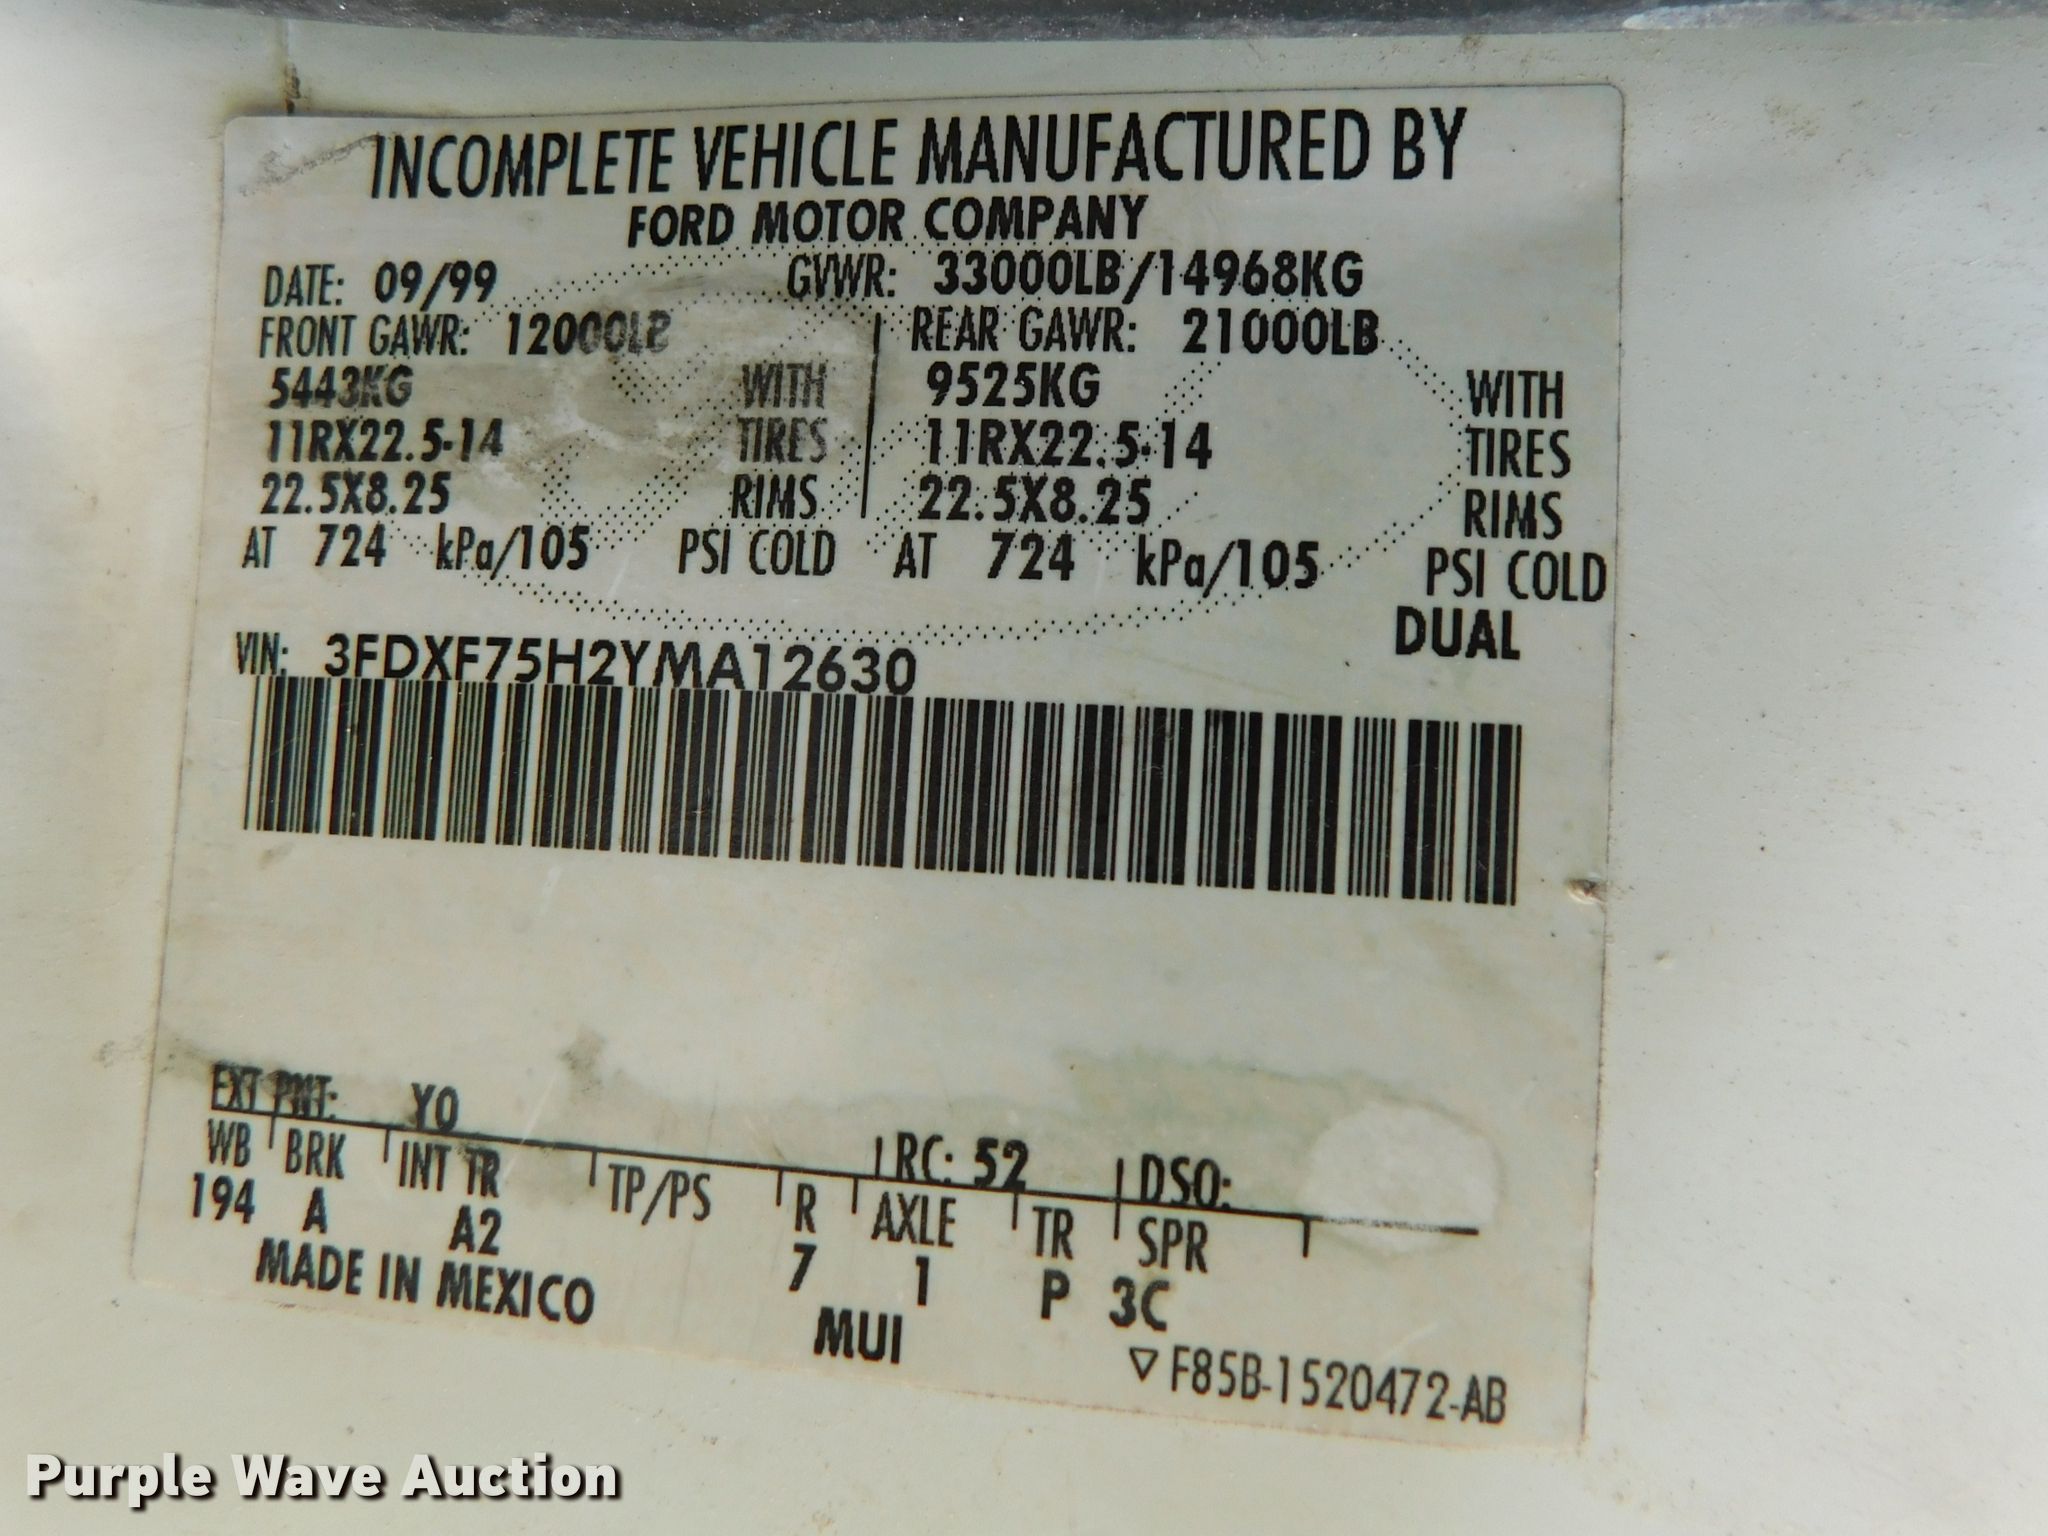 INCOMPLETE VEHICLE MANUFACTURED BY
FORD MOTOR COMPANY
DATE: 09/99 GVWR: 33000LB/14968KG
FRONT GAWR: 12000LB REAR GAWR: 21000LB
5443KG WITH 9525KG WITH
11RX22.5-14 TIRES 11RX22.5-14 TIRES
22.5X8.25 RIMS 22.5X8.25 RIMS
AT 724 kPa/105 PSI COLD AT 724 kPa/105 PSI COLD
DUAL
VIN: 3FDXF75H2YMA12630
EXT PNT: YO
RC: 52 DSO:
WB BRK INT TR TP/PS R AXLE TR SPR
194 A A2 7 1 P 3C
MADE IN MEXICO
MUI
▽ F85B-1520472-AB
Purple Wave Auction